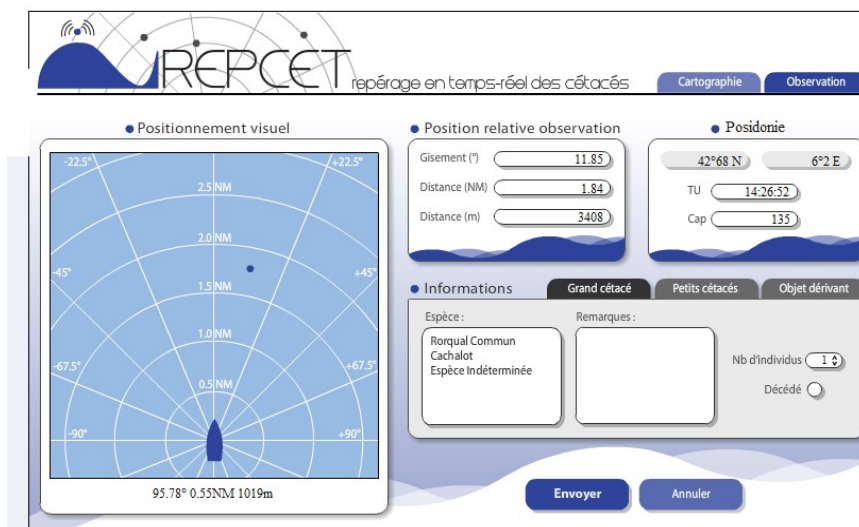 REPCET repérage en temps-réel des cétacés
Cartographie
Observation
Positionnement visuel
-22.5°
+22.5°
2.5 NM
2.0 NM
-45°
+45°
1.5 NM
1.0 NM
-67.5°
+67.5°
0.5 NM
-90°
+90°
95.78° 0.55NM 1019m
Position relative observation
Gisement (°) 11.85
Distance (NM) 1.84
Distance (m) 3408
Posidonie
42°68 N 6°2 E
TU 14:26:52
Cap 135
Informations
Grand cétacé
Petits cétacés
Objet dérivant
Espèce :
Rorqual Commun
Cachalot
Espèce Indéterminée
Remarques :
Nb d'individus 1
Décédé
Envoyer
Annuler